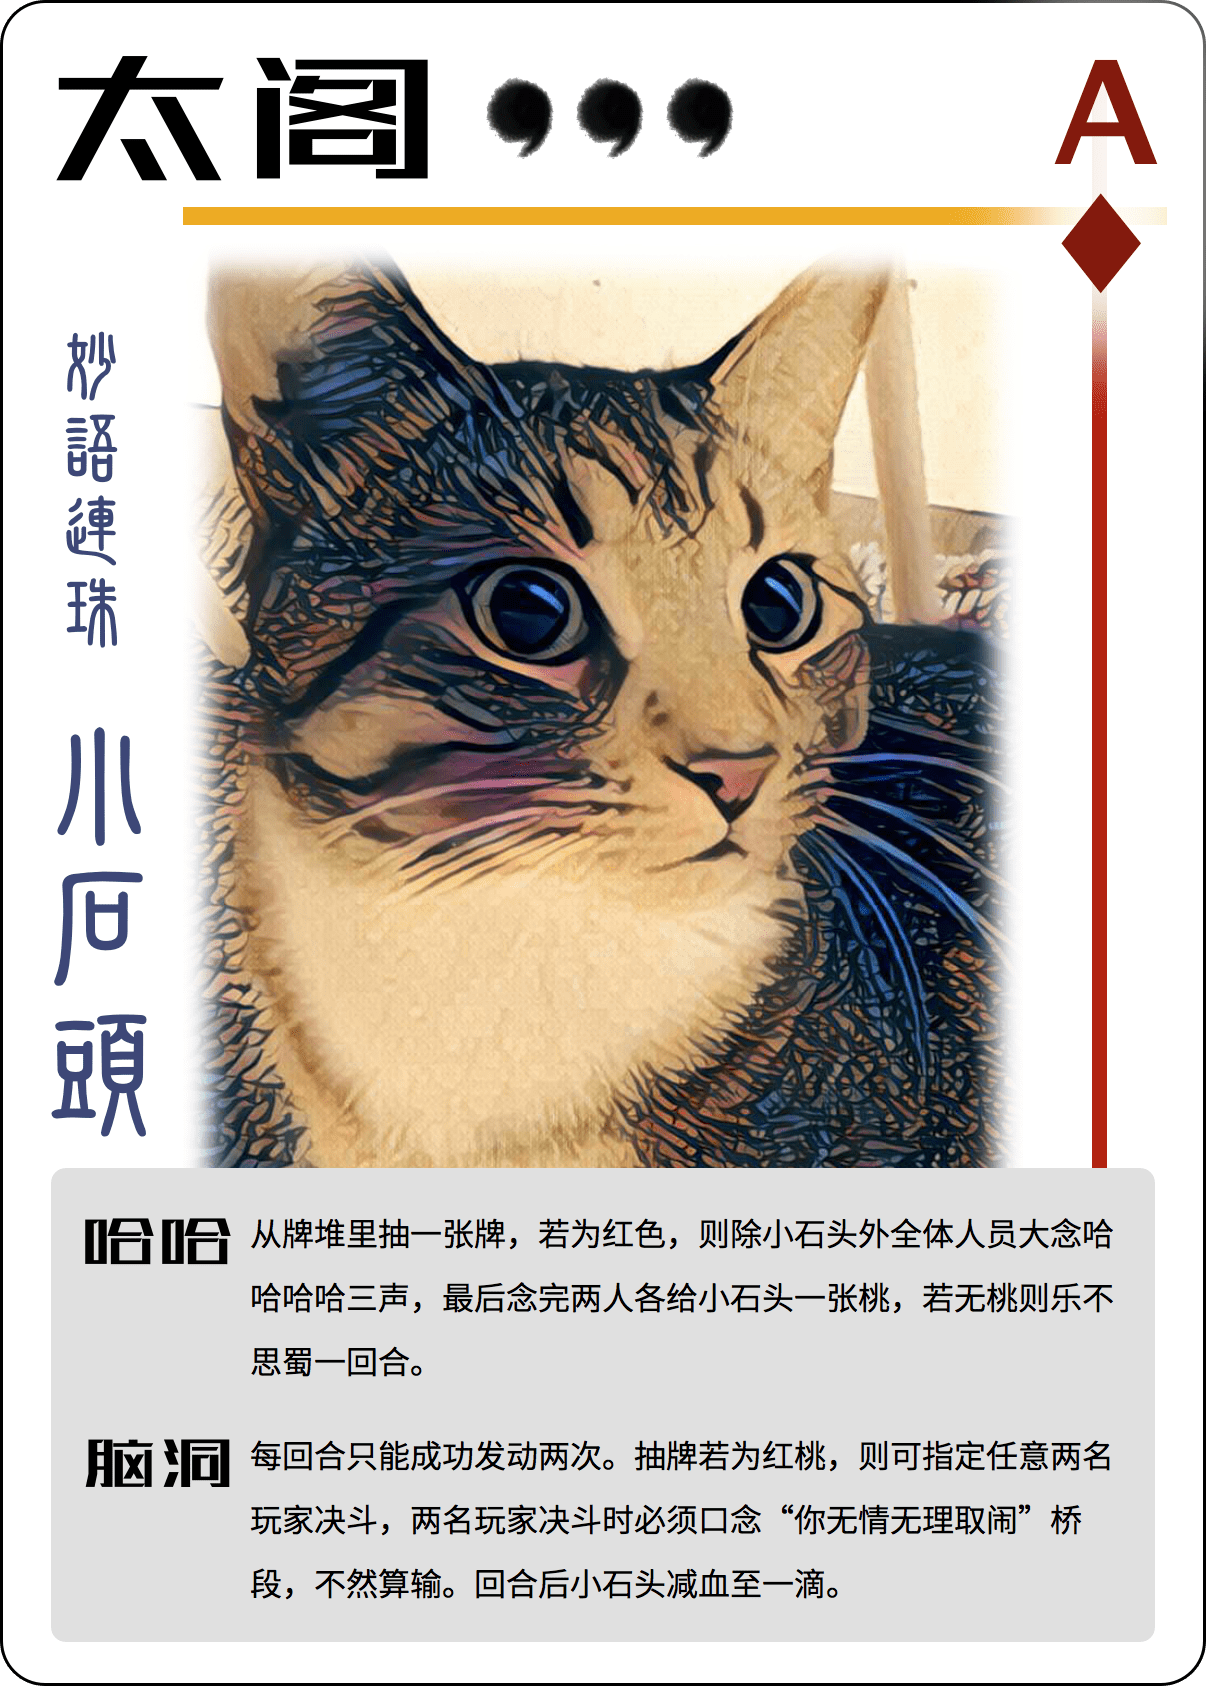 太阁
A
妙語連珠
小石頭
哈哈 从牌堆里抽一张牌，若为红色，则除小石头外全体人员大念哈
哈哈哈三声，最后念完两人各给小石头一张桃，若无桃则乐不
思蜀一回合。
脑洞 每回合只能成功发动两次。抽牌若为红桃，则可指定任意两名
玩家决斗，两名玩家决斗时必须口念“你无情无理取闹”桥
段，不然算输。回合后小石头减血至一滴。